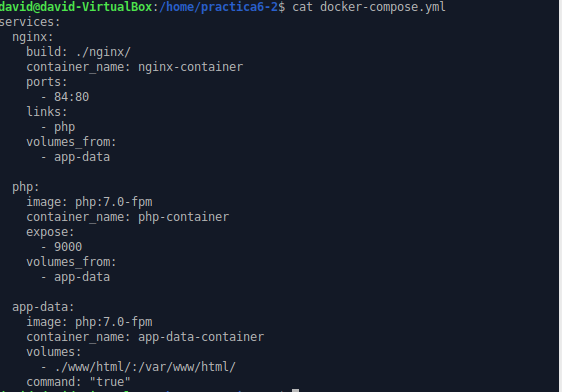 david@david-VirtualBox:/home/practica6-2$ cat docker-compose.yml
services:
  nginx:
    build: ./nginx/
    container_name: nginx-container
    ports:
      - 84:80
    links:
      - php
    volumes_from:
      - app-data

  php:
    image: php:7.0-fpm
    container_name: php-container
    expose:
      - 9000
    volumes_from:
      - app-data

  app-data:
    image: php:7.0-fpm
    container_name: app-data-container
    volumes:
      - ./www/html/:/var/www/html/
    command: "true"